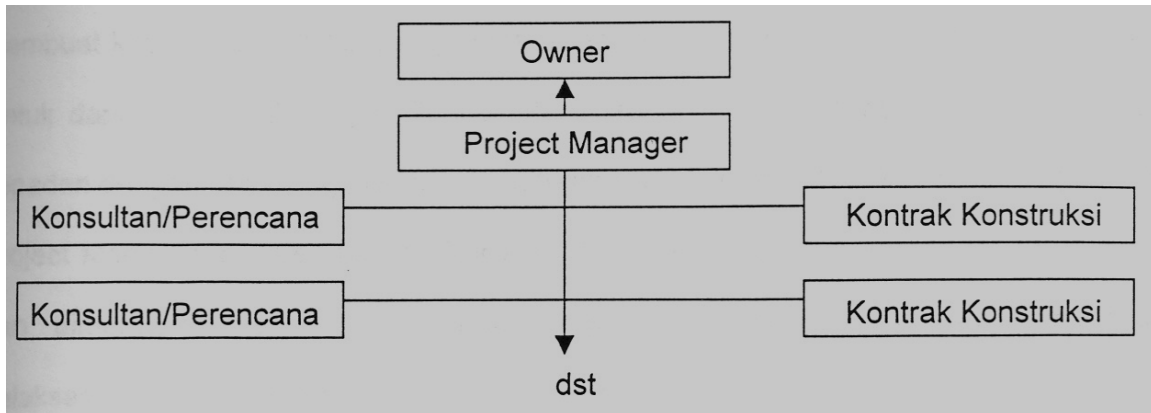 Owner
Project Manager
Konsultan/Perencana
Kontrak Konstruksi
Konsultan/Perencana
Kontrak Konstruksi
dst